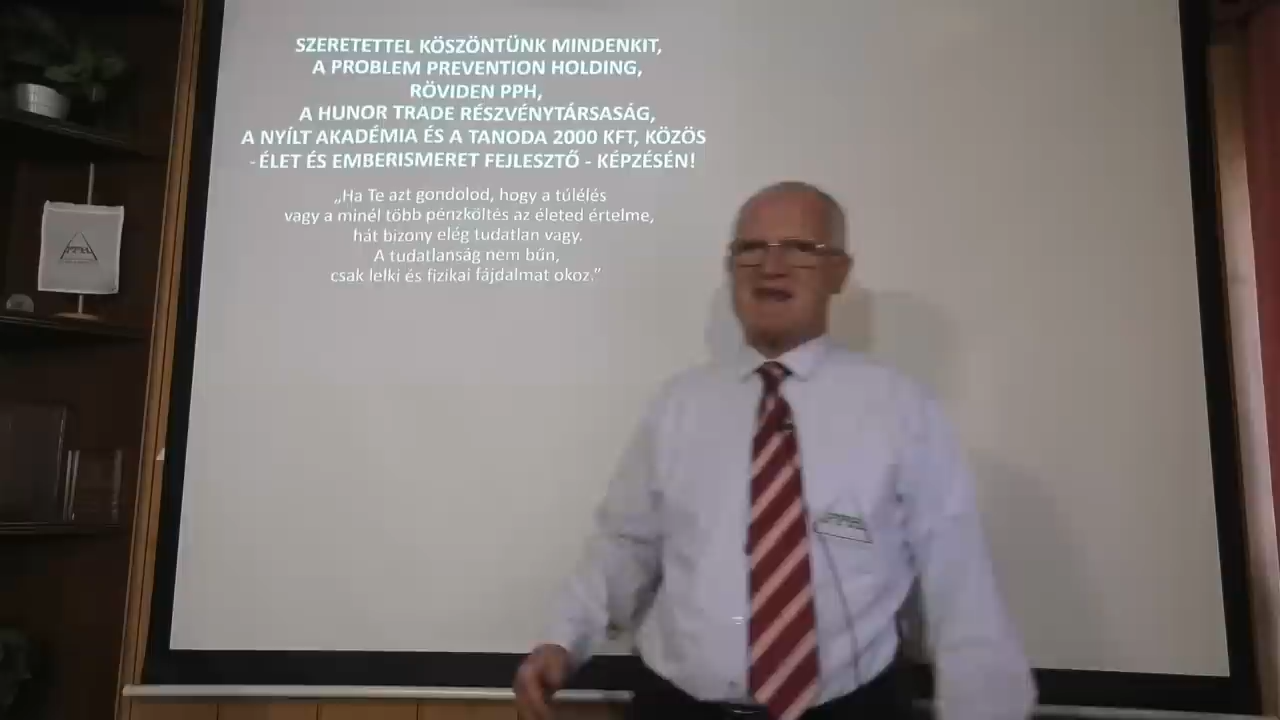 SZERETETTEL KÖSZÖNTÜNK MINDENKIT,
A PROBLEM PREVENTION HOLDING,
RÖVIDEN PPH,
A HUNOR TRADE RÉSZVÉNYTÁRSASÁG,
A NYÍLT AKADÉMIA ÉS A TANODA 2000 KFT, KÖZÖS
- ÉLET ÉS EMBERISMERET FEJLESZTŐ - KÉPZÉSÉN!
„Ha Te azt gondolod, hogy a túlélés
vagy a minél több pénzköltés az életed értelme,
hát bizony elég tudatlan vagy.
A tudatlanság nem bűn,
csak lelki és fizikai fájdalmat okoz.”